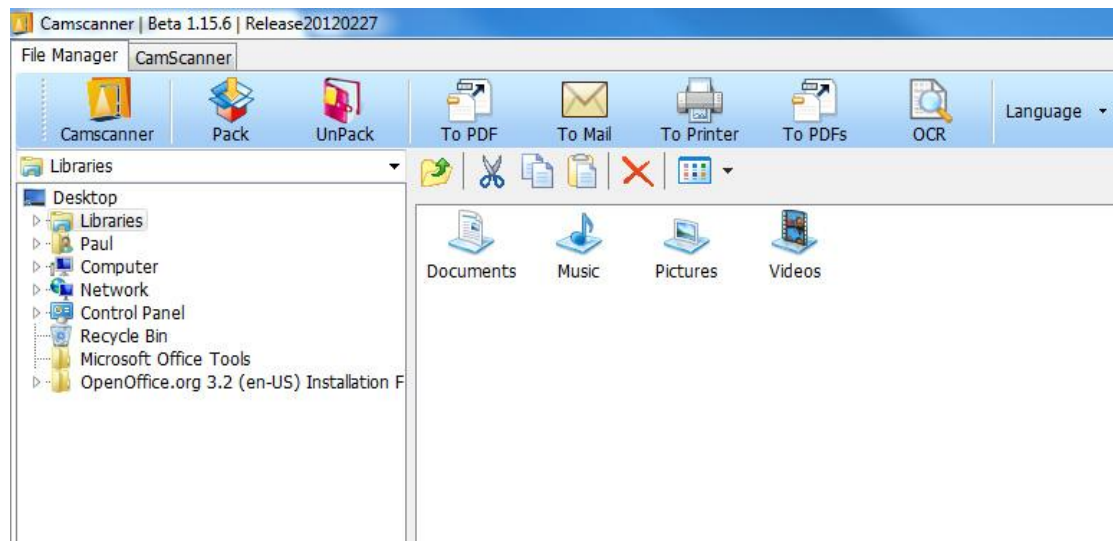 Camscanner | Beta 1.15.6 | Release20120227
File Manager CamScanner
Camscanner Pack UnPack To PDF To Mail To Printer To PDFs OCR Language
Libraries
Desktop
Libraries
Paul
Computer
Network
Control Panel
Recycle Bin
Microsoft Office Tools
OpenOffice.org 3.2 (en-US) Installation F
Documents Music Pictures Videos